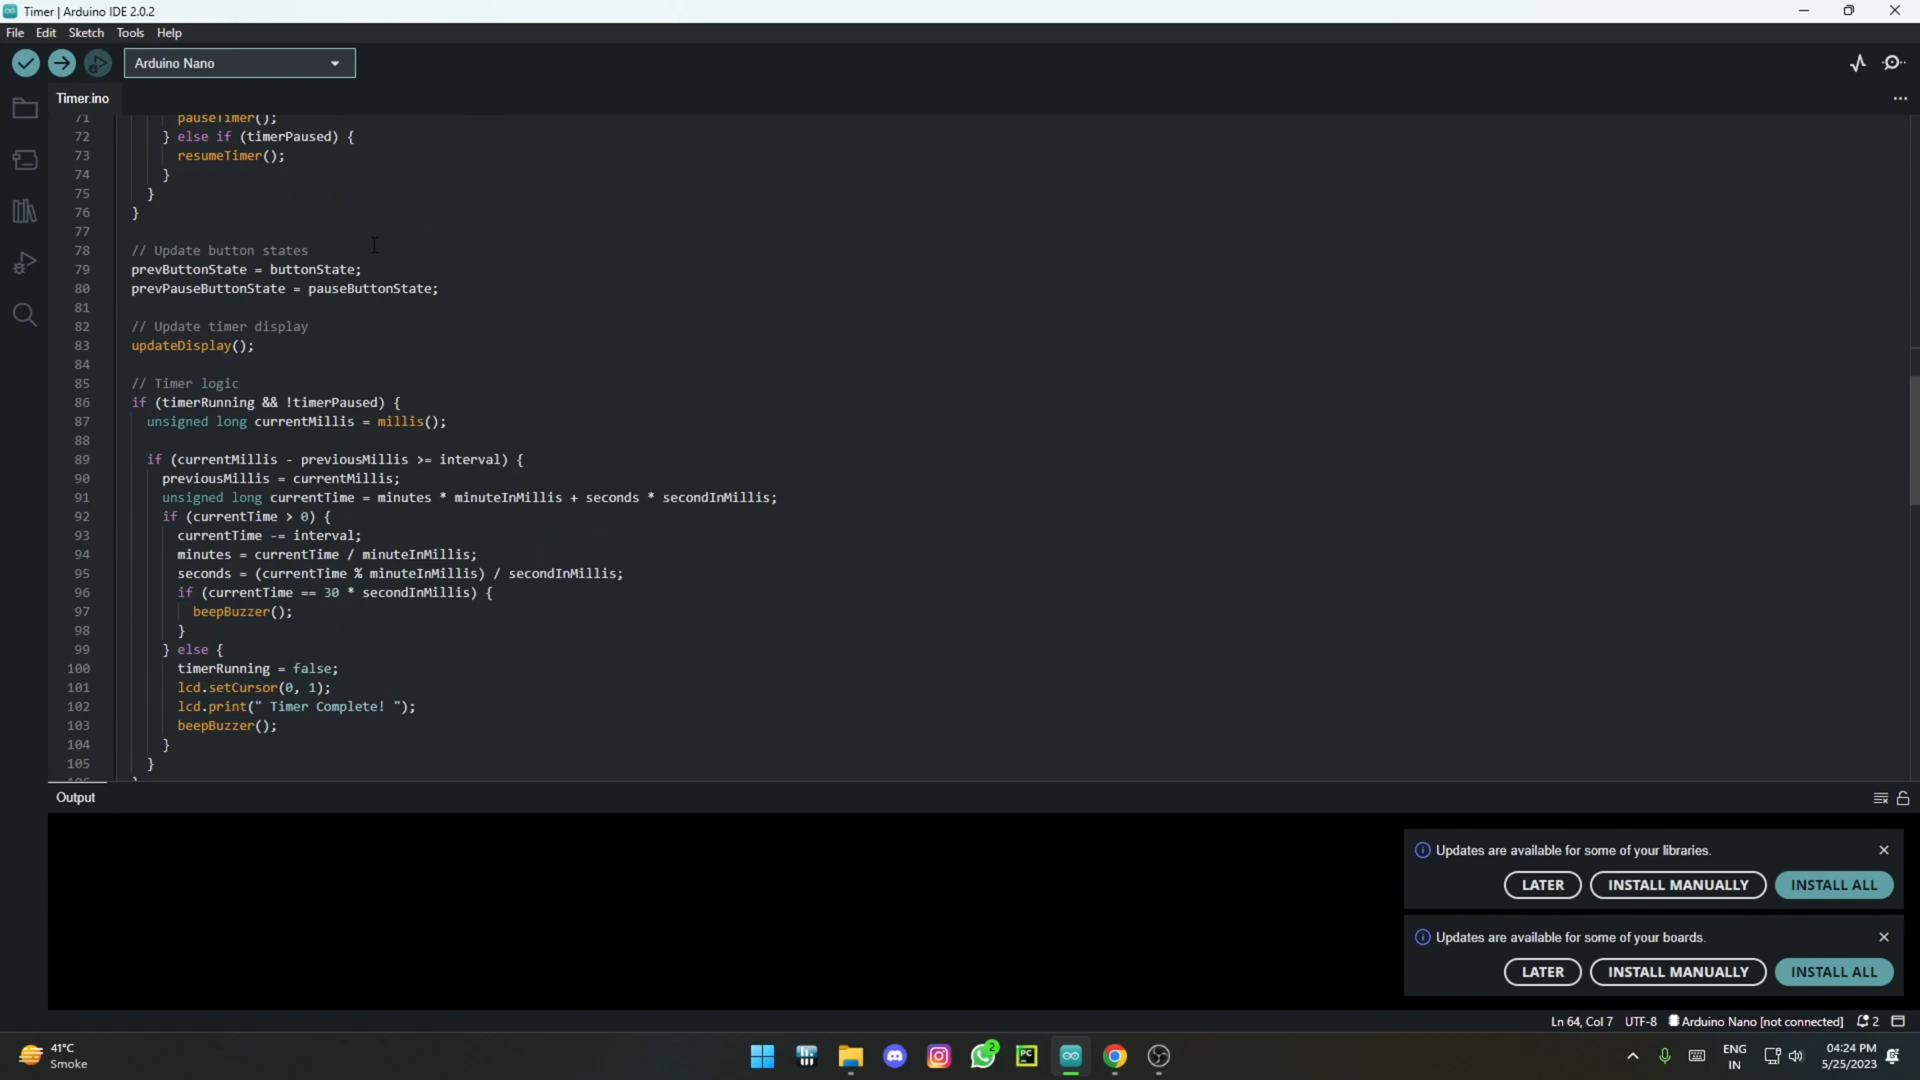 Timer | Arduino IDE 2.0.2
File Edit Sketch Tools Help
Arduino Nano
Timer.ino
71 pauseTimer();
72 } else if (timerPaused) {
73 resumeTimer();
74 }
75 }
76 }
77
78 // Update button states
79 prevButtonState = buttonState;
80 prevPauseButtonState = pauseButtonState;
81
82 // Update timer display
83 updateDisplay();
84
85 // Timer logic
86 if (timerRunning && !timerPaused) {
87 unsigned long currentMillis = millis();
88
89 if (currentMillis - previousMillis >= interval) {
90 previousMillis = currentMillis;
91 unsigned long currentTime = minutes * minuteInMillis + seconds * secondInMillis;
92 if (currentTime > 0) {
93 currentTime -= interval;
94 minutes = currentTime / minuteInMillis;
95 seconds = (currentTime % minuteInMillis) / secondInMillis;
96 if (currentTime == 30 * secondInMillis) {
97 beepBuzzer();
98 }
99 } else {
100 timerRunning = false;
101 lcd.setCursor(0, 1);
102 lcd.print(" Timer Complete! ");
103 beepBuzzer();
104 }
105 }
Output
Updates are available for some of your libraries.
LATER INSTALL MANUALLY INSTALL ALL
Updates are available for some of your boards.
LATER INSTALL MANUALLY INSTALL ALL
Ln 64, Col 7 UTF-8 Arduino Nano [not connected] 2
41°C
Smoke
2
PC
ENG
IN
04:24 PM
5/25/2023